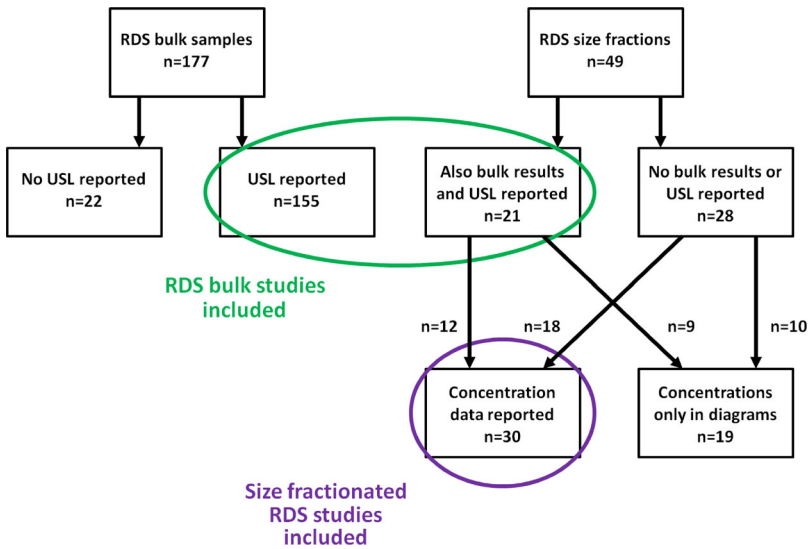 RDS bulk samples
n=177
RDS size fractions
n=49
No USL reported
n=22
USL reported
n=155
Also bulk results
and USL reported
n=21
No bulk results or
USL reported
n=28
RDS bulk studies
included
n=12
n=18
n=9
n=10
Concentration
data reported
n=30
Concentrations
only in diagrams
n=19
Size fractionated
RDS studies
included